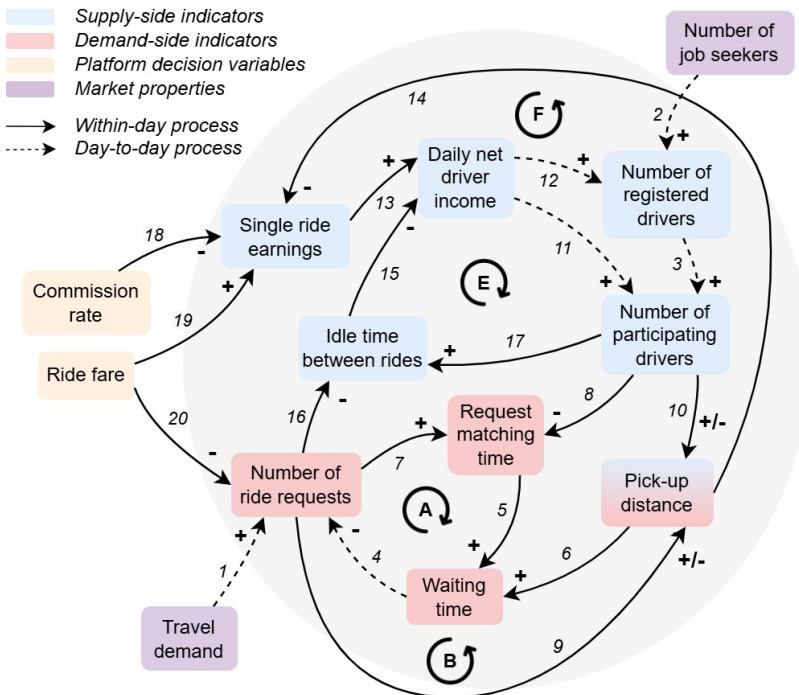 Supply-side indicators
Demand-side indicators
Platform decision variables
Market properties
Within-day process
Day-to-day process
Number of
job seekers
14
F
2
+
Daily net
driver
income
+
12
+
13
-
-
Number of
registered
drivers
Single ride
earnings
18
-
11
3
+
+
15
E
+
Commission
rate
19
Number of
participating
drivers
Idle time
between rides
17
+
Ride fare
20
-
16
-
Request
matching
time
+
-
8
10
+/-
7
Number of
ride requests
Pick-up
distance
A
5
+
-
4
+
6
+
+/-
1
Waiting
time
Travel
demand
B
9